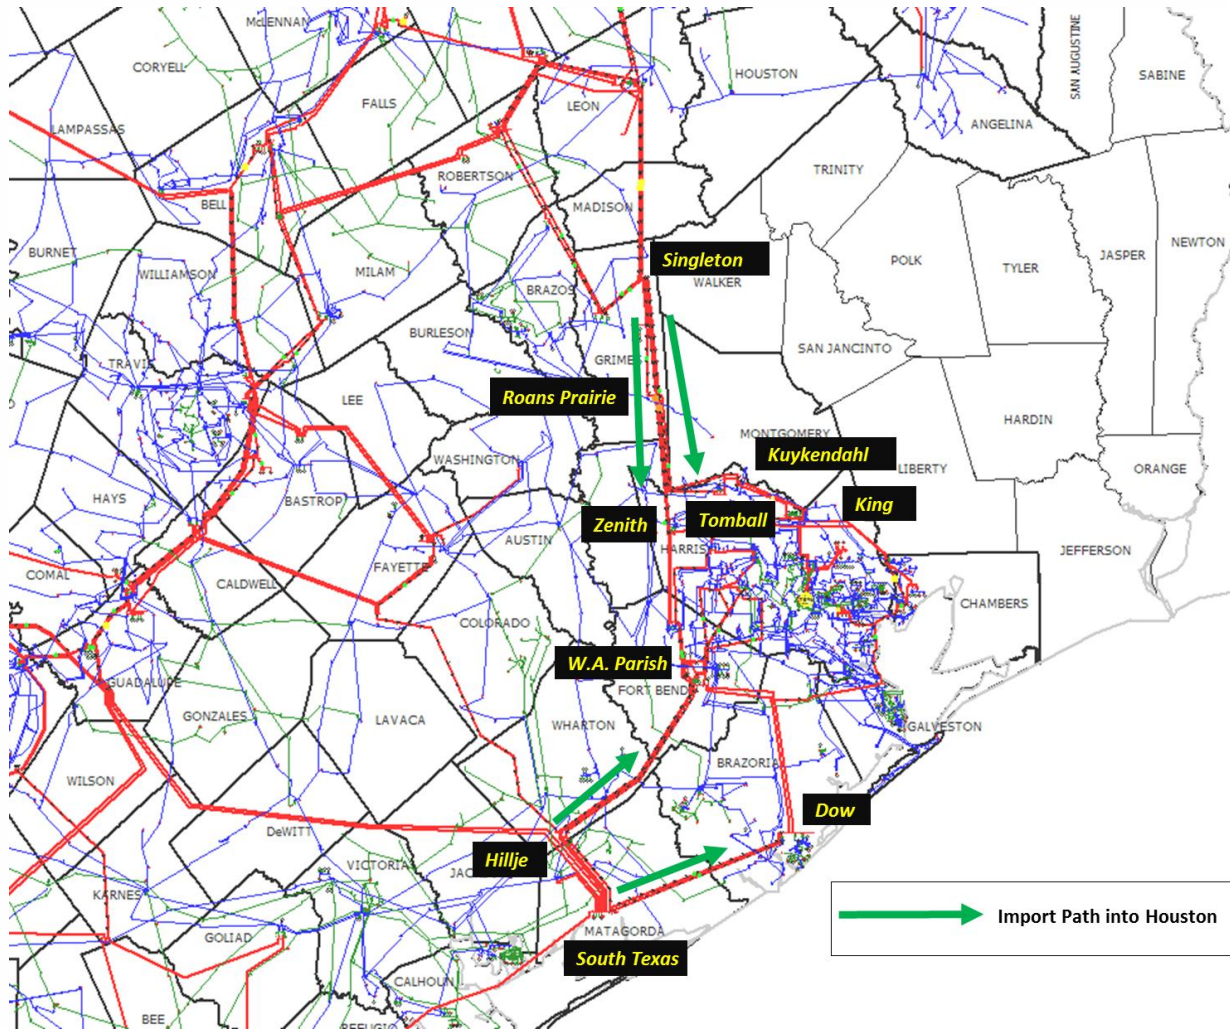 McLENNAN
CORYELL
HOUSTON
SAN AUGUSTINE
SABINE
FALLS
LEON
LAMPASSAS
ANGELINA
TRINITY
ROBERTSON
BELL
MADISON
JASPER
NEWTON
BURNET
WILLIAMSON
MILAM
Singleton
POLK
TYLER
WALKER
BRAZOS
BURLESON
SAN JANCINTO
TRAVIS
GRIMES
LEE
Roans Prairie
HARDIN
MONTGOMERY
Kuykendahl
WASHINGTON
LIBERTY
ORANGE
HAYS
BASTROP
King
Zenith
Tomball
AUSTIN
HARRIS
JEFFERSON
COMAL
CALDWELL
FAYETTE
CHAMBERS
COLORADO
W.A. Parish
GUADALUPE
FORT BEND
GONZALES
LAVACA
WHARTON
GALVESTON
BRAZORIA
WILSON
Dow
DeWITT
Hillje
VICTORIA
JAC
KARNES
Import Path into Houston
GOLIAD
MATAGORDA
South Texas
CALHOUN
BEE